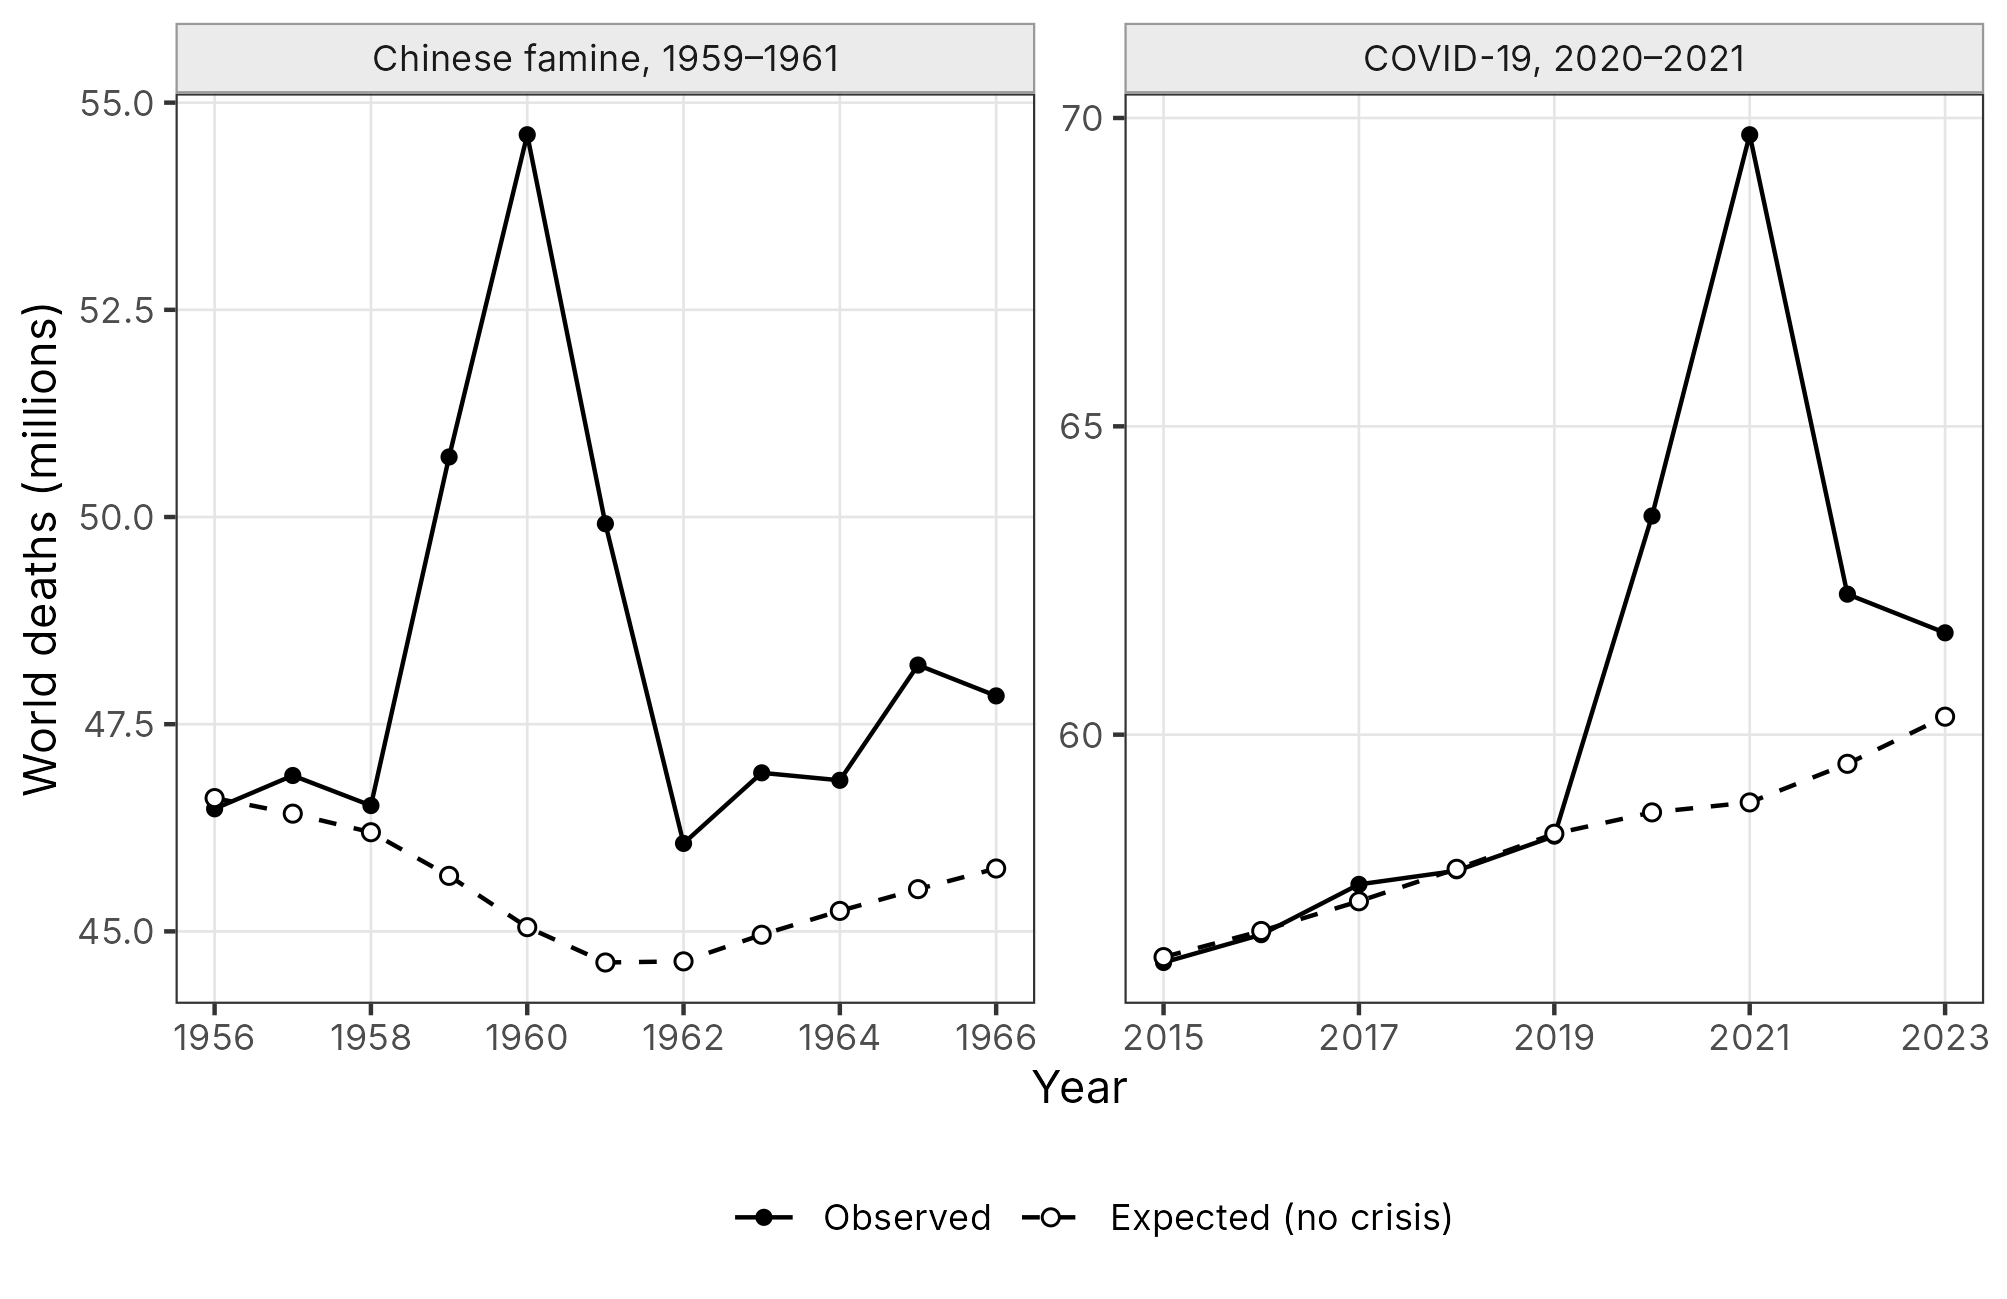 Chinese famine, 1959–1961
COVID-19, 2020–2021
World deaths (millions)
55.0
52.5
50.0
47.5
45.0
70
65
60
1956 1958 1960 1962 1964 1966
2015 2017 2019 2021 2023
Year
Observed
Expected (no crisis)